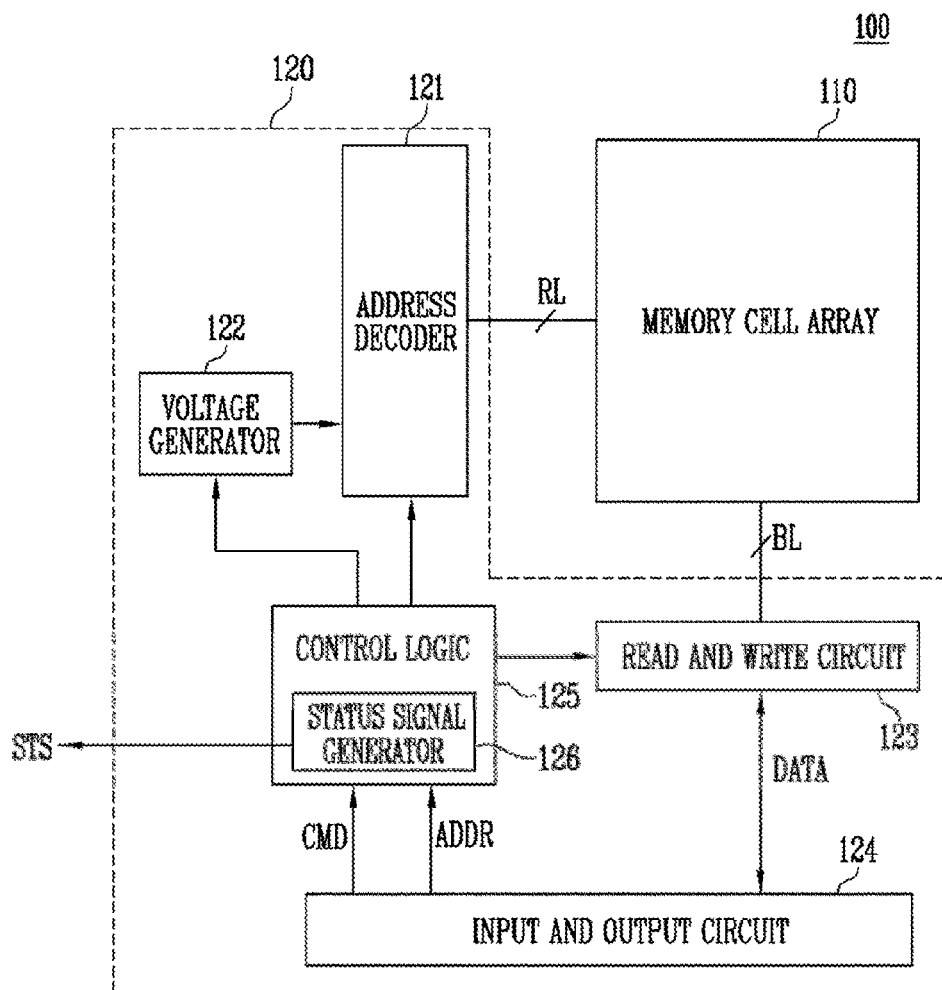 100
120
121
110
ADDRESS
DECODER
RL
MEMORY CELL ARRAY
122
VOLTAGE
GENERATOR
BL
CONTROL LOGIC
READ AND WRITE CIRCUIT
125
123
STATUS SIGNAL
GENERATOR
126
STS
DATA
CMD
ADDR
124
INPUT AND OUTPUT CIRCUIT